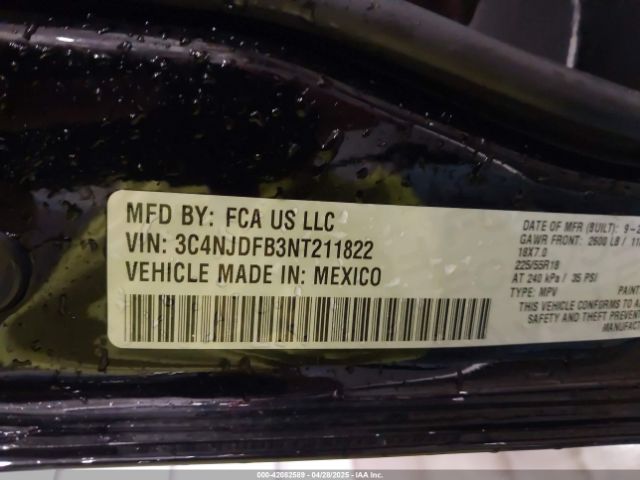 MFD BY: FCA US LLC
VIN: 3C4NJDFB3NT211822
VEHICLE MADE IN: MEXICO
DATE OF MFR (BUILT): 9-2
GAWR FRONT: 2600 LB / 11
18X7.0
225/55R18
AT 240 kPa / 35 PSI
TYPE: MPV PAINT
THIS VEHICLE CONFORMS TO A
SAFETY AND THEFT PREVENT
MANUFACT
000-42082589 - 04/28/2025 - IAA Corp.